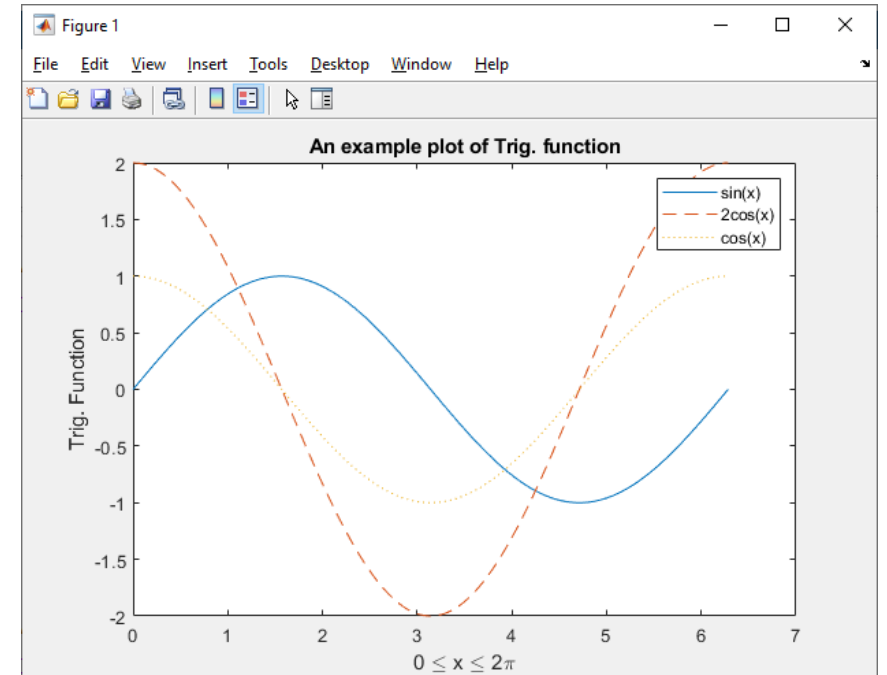 Figure 1
File Edit View Insert Tools Desktop Window Help
An example plot of Trig. function
sin(x)
2cos(x)
cos(x)
2
1.5
1
0.5
0
-0.5
-1
-1.5
-2
Trig. Function
0 1 2 3 4 5 6 7
0 ≤ x ≤ 2π